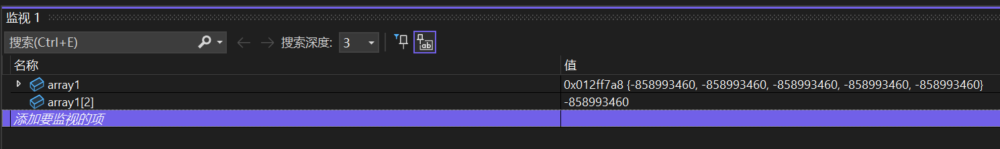 监视 1
搜索(Ctrl+E) 搜索深度: 3
名称 值
array1 0x012ff7a8 {-858993460, -858993460, -858993460, -858993460, -858993460}
array1[2] -858993460
添加要监视的项